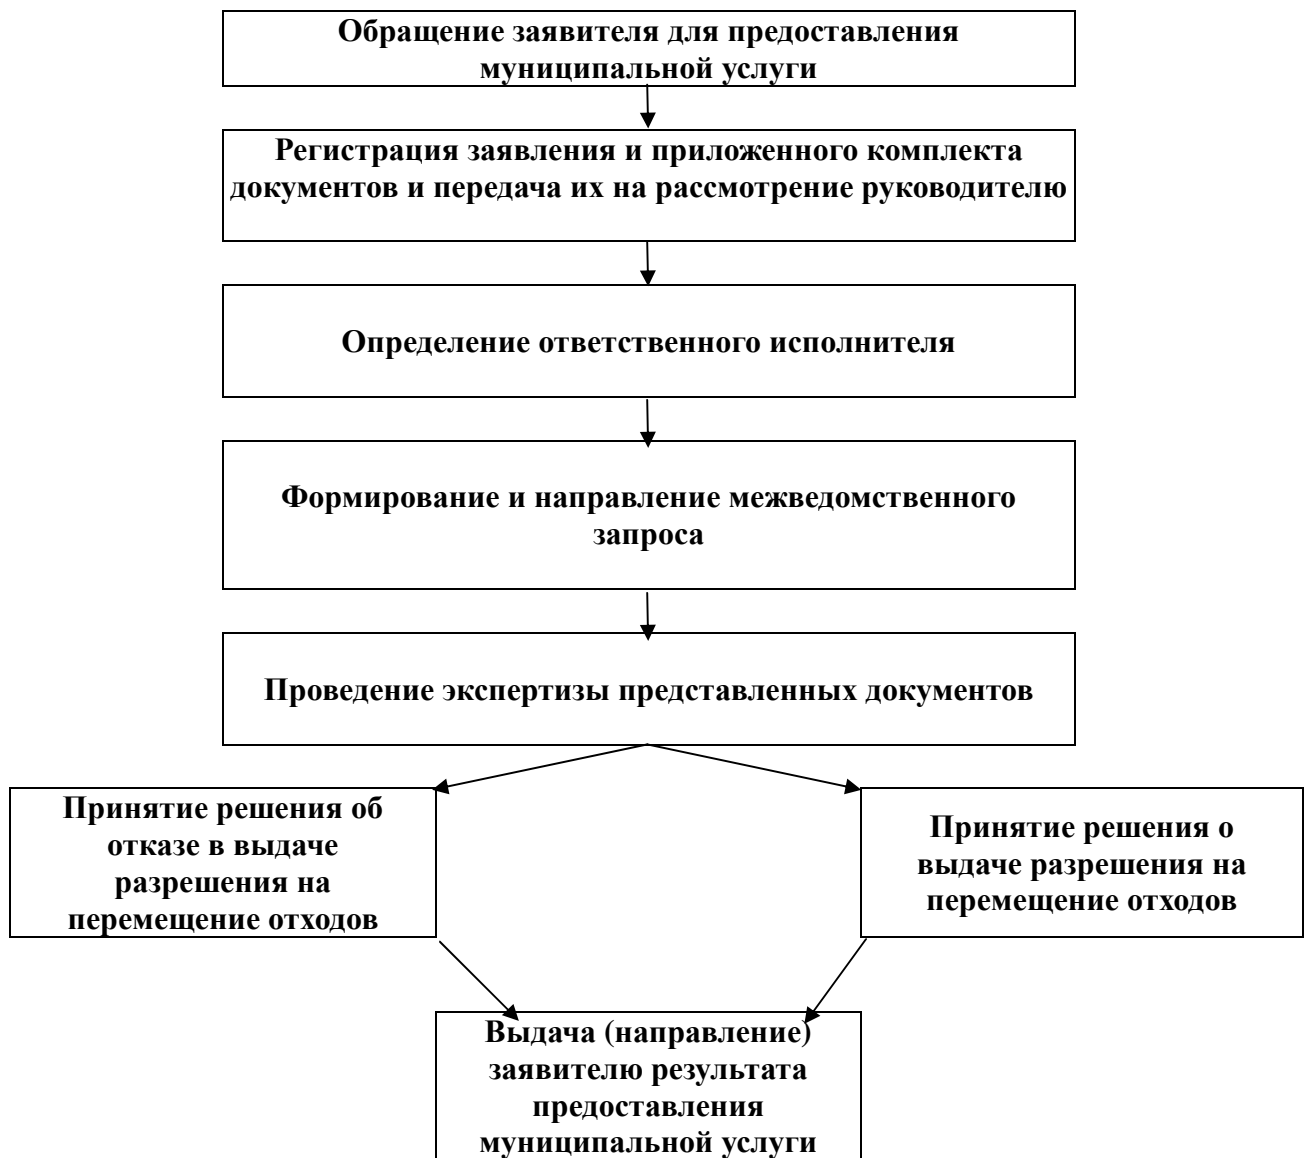 Обращение заявителя для предоставления
муниципальной услуги
Регистрация заявления и приложенного комплекта
документов и передача их на рассмотрение руководителю
Определение ответственного исполнителя
Формирование и направление межведомственного
запроса
Проведение экспертизы представленных документов
Принятие решения об
отказе в выдаче
разрешения на
перемещение отходов
Принятие решения о
выдаче разрешения на
перемещение отходов
Выдача (направление)
заявителю результата
предоставления
муниципальной услуги